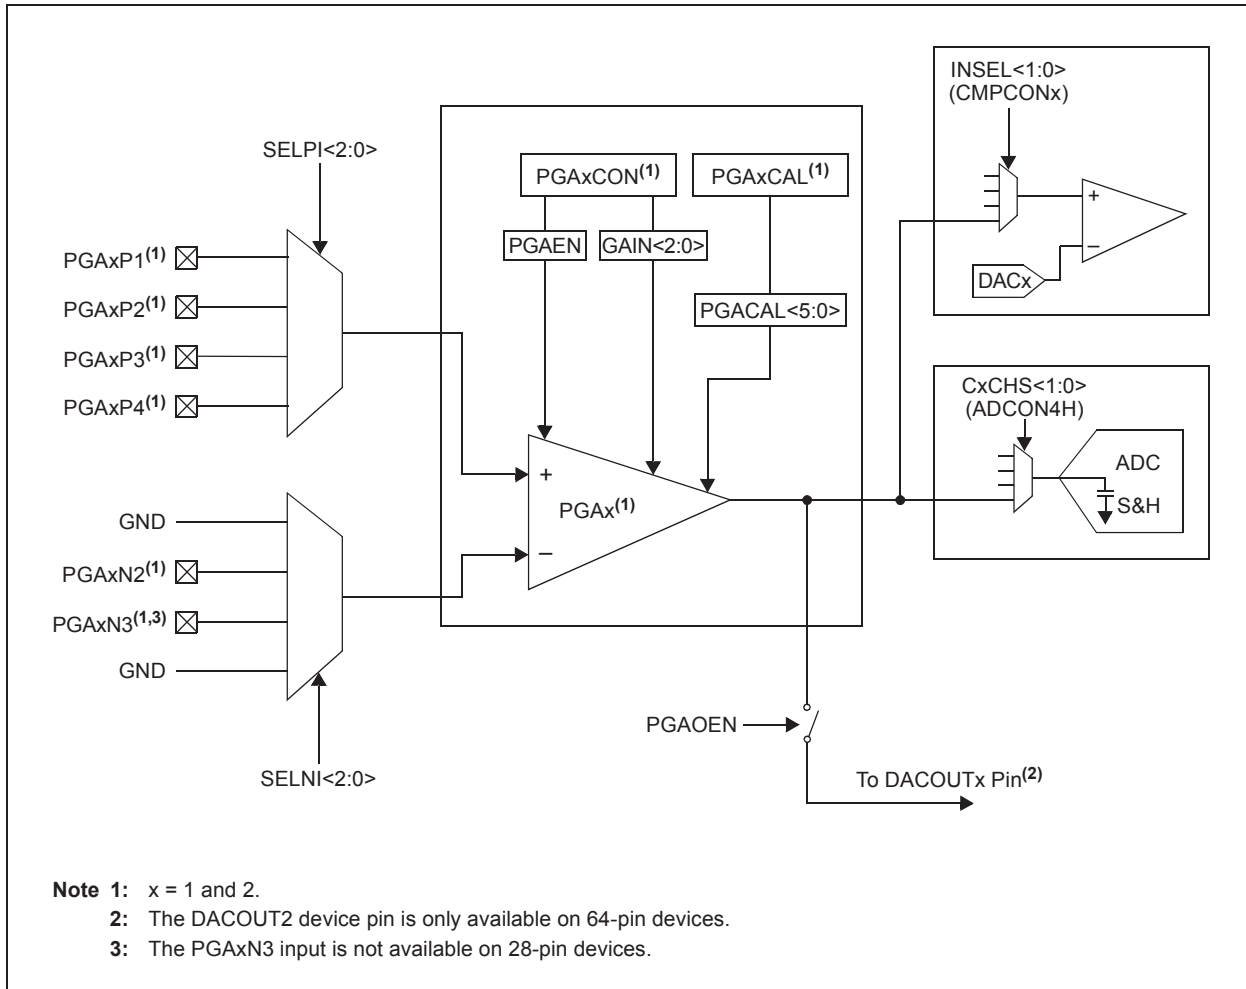 INSEL<1:0>
(CMPCONx)
SELPI<2:0>
PGAxCON(1)
PGAxCAL(1)
PGAEN
GAIN<2:0>
PGACAL<5:0>
PGAxP1(1)
PGAxP2(1)
PGAxP3(1)
PGAxP4(1)
+
−
DACx
CxCHS<1:0>
(ADCON4H)
ADC
S&H
+
PGAx(1)
−
GND
PGAxN2(1)
PGAxN3(1,3)
GND
SELNI<2:0>
PGAOEN
To DACOUTx Pin(2)
Note 1: x = 1 and 2.
2: The DACOUT2 device pin is only available on 64-pin devices.
3: The PGAxN3 input is not available on 28-pin devices.